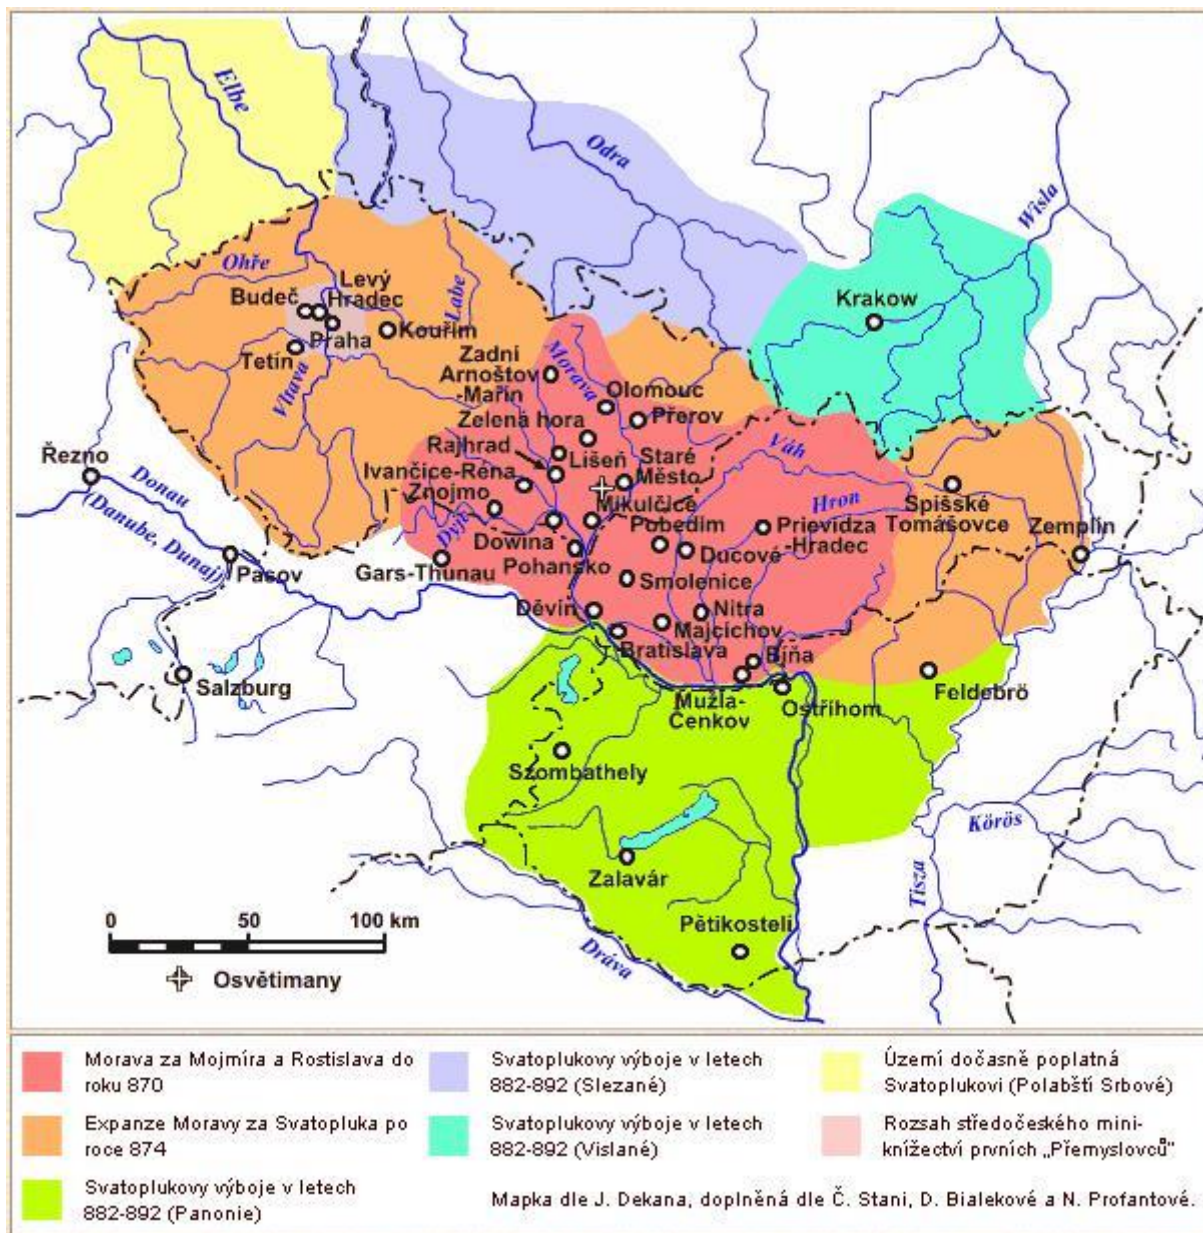 Elbe
Odra
Wisla
Ohře
Levý
Budeč
Hradec
Labe
Krakow
Praha
Kouřim
Tetín
Vltava
Zadní
Arnoštov
-Mařín
Morava
Olomouc
Zelená hora
Přerov
Rajhrad
Lišeň
Staré
Město
Váh
Řezno
Ivančice-Réna
Znojmo
Mikulčice
Hron
Spišské
Tomášovce
Donau
(Danube, Dunaj)
Pobedim
Prievidza
-Hradec
Zemplín
Dyje
Dowina
Ducové
Pasov
Gars-Thunau
Pohansko
Smolenice
Děvín
Nitra
Majcichov
Bratislava
Bíňa
Salzburg
Feldebrö
Mužla-
Čenkov
Ostřihom
Szombathely
Körös
Zalavár
Tisza
Pětikostelí
Dráva
0 50 100 km
Osvětimany
Morava za Mojmíra a Rostislava do
roku 870
Expanze Moravy za Svatopluka po
roce 874
Svatoplukovy výboje v letech
882-892 (Panonie)
Svatoplukovy výboje v letech
882-892 (Slezané)
Svatoplukovy výboje v letech
882-892 (Vislané)
Území dočasně poplatná
Svatoplukovi (Polabští Srbové)
Rozsah středočeského mini-
knížectví prvních „Přemyslovců"
Mapka dle J. Dekana, doplněná dle Č. Stani, D. Bialekové a N. Profantové.